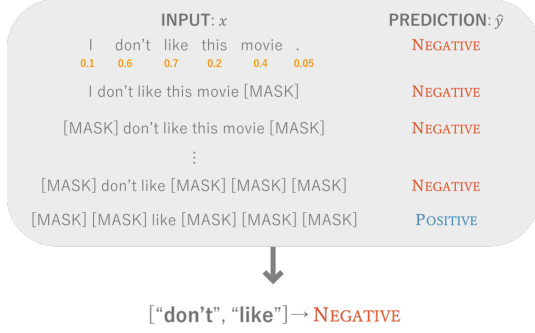 INPUT: x PREDICTION: ŷ
I don't like this movie . NEGATIVE
0.1 0.6 0.7 0.2 0.4 0.05
I don't like this movie [MASK] NEGATIVE
[MASK] don't like this movie [MASK] NEGATIVE
⋮
[MASK] don't like [MASK] [MASK] [MASK] NEGATIVE
[MASK] [MASK] like [MASK] [MASK] [MASK] POSITIVE
["don't", "like"]→ NEGATIVE